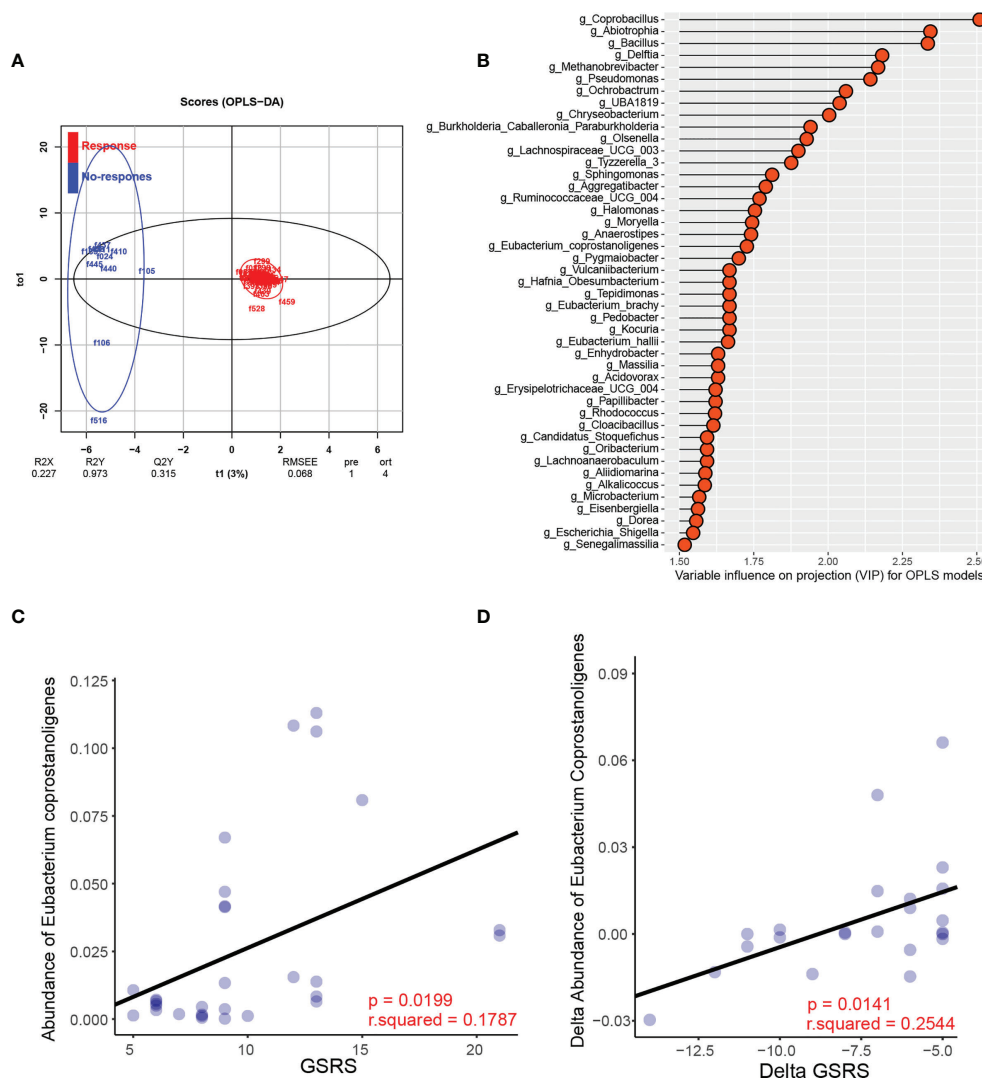 A
Scores (OPLS-DA)
Response
No-respones
to1
20
10
0
-10
-20
f410
f024
f445
f440
f105
f106
f516
f299
f459
f528
-6
-4
-2
0
2
4
6
R2X
R2Y
Q2Y
RMSEE
pre
ort
0.227
0.973
0.315
t1 (3%)
0.068
1
4
B
g_Coprobacillus
g_Abiotrophia
g_Bacillus
g_Delftia
g_Methanobrevibacter
g_Pseudomonas
g_Ochrobactrum
g_UBA1819
g_Chryseobacterium
g_Burkholderia_Caballeronia_Paraburkholderia
g_Olsenella
g_Lachnospiraceae_UCG_003
g_Tyzzerella_3
g_Sphingomonas
g_Aggregatibacter
g_Ruminococcaceae_UCG_004
g_Halomonas
g_Moryella
g_Anaerostipes
g_Eubacterium_coprostanoligenes
g_Pygmaiobacter
g_Vulcaniibacterium
g_Hafnia_Obesumbacterium
g_Tepidimonas
g_Eubacterium_brachy
g_Pedobacter
g_Kocuria
g_Eubacterium_hallii
g_Enhydrobacter
g_Massilia
g_Acidovorax
g_Erysipelotrichaceae_UCG_004
g_Papillibacter
g_Rhodococcus
g_Cloacibacillus
g_Candidatus_Stoquefichus
g_Oribacterium
g_Lachnoanaerobaculum
g_Aliidiomarina
g_Alkalicoccus
g_Microbacterium
g_Eisenbergiella
g_Dorea
g_Escherichia_Shigella
g_Senegalimassilia
1.50
1.75
2.00
2.25
2.50
Variable influence on projection (VIP) for OPLS models
C
Abundance of Eubacterium coprostanoligenes
0.125
0.100
0.075
0.050
0.025
0.000
p = 0.0199
r.squared = 0.1787
5
10
15
20
GSRS
D
Delta Abundance of Eubacterium Coprostanoligenes
0.09
0.06
0.03
0.00
−0.03
p = 0.0141
r.squared = 0.2544
−12.5
−10.0
−7.5
−5.0
Delta GSRS